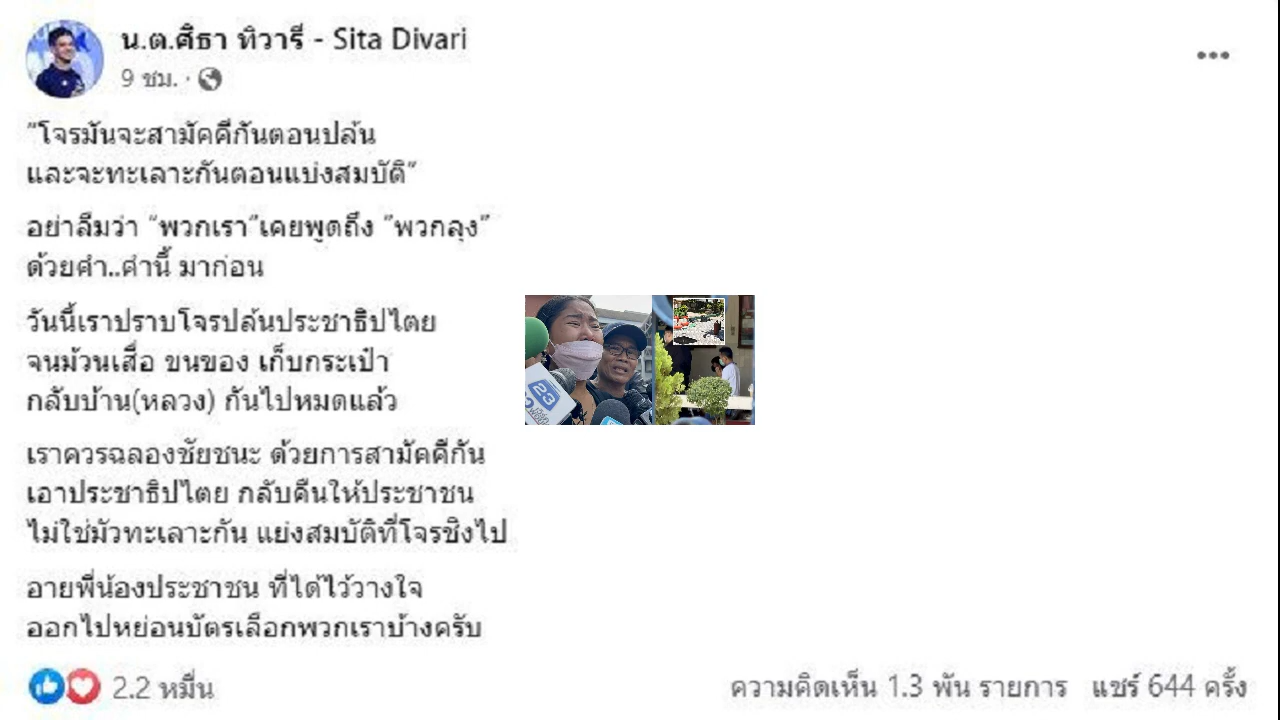 น.ต.ศิธา ทิวารี - Sita Divari
9 ชม. ·
“โจรมันจะสามัคคีกันตอนปล้น
และจะทะเลาะกันตอนแบ่งสมบัติ”
อย่าลืมว่า “พวกเรา”เคยพูดถึง “พวกลุง”
ด้วยคำ..คำนี้ มาก่อน
วันนี้เราปราบโจรปล้นประชาธิปไตย
จนม้วนเสื่อ ขนของ เก็บกระเป๋า
กลับบ้าน(หลวง) กันไปหมดแล้ว
เราควรฉลองชัยชนะ ด้วยการสามัคคีกัน
เอาประชาธิปไตย กลับคืนให้ประชาชน
ไม่ใช่มัวทะเลาะกัน แย่งสมบัติที่โจรชิงไป
อายพี่น้องประชาชน ที่ได้ไว้วางใจ
ออกไปหย่อนบัตรเลือกพวกเราบ้างครับ
23
2.2 หมื่น
ความคิดเห็น 1.3 พัน รายการ แชร์ 644 ครั้ง